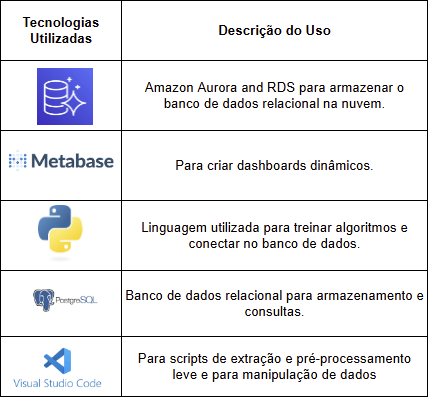 Tecnologias
Utilizadas
Descrição do Uso
Amazon Aurora and RDS para armazenar o
banco de dados relacional na nuvem.
Metabase
Para criar dashboards dinâmicos.
Linguagem utilizada para treinar algoritmos e
conectar no banco de dados.
PostgreSQL
Banco de dados relacional para armazenamento e
consultas.
Visual Studio Code
Para scripts de extração e pré-processamento
leve e para manipulação de dados